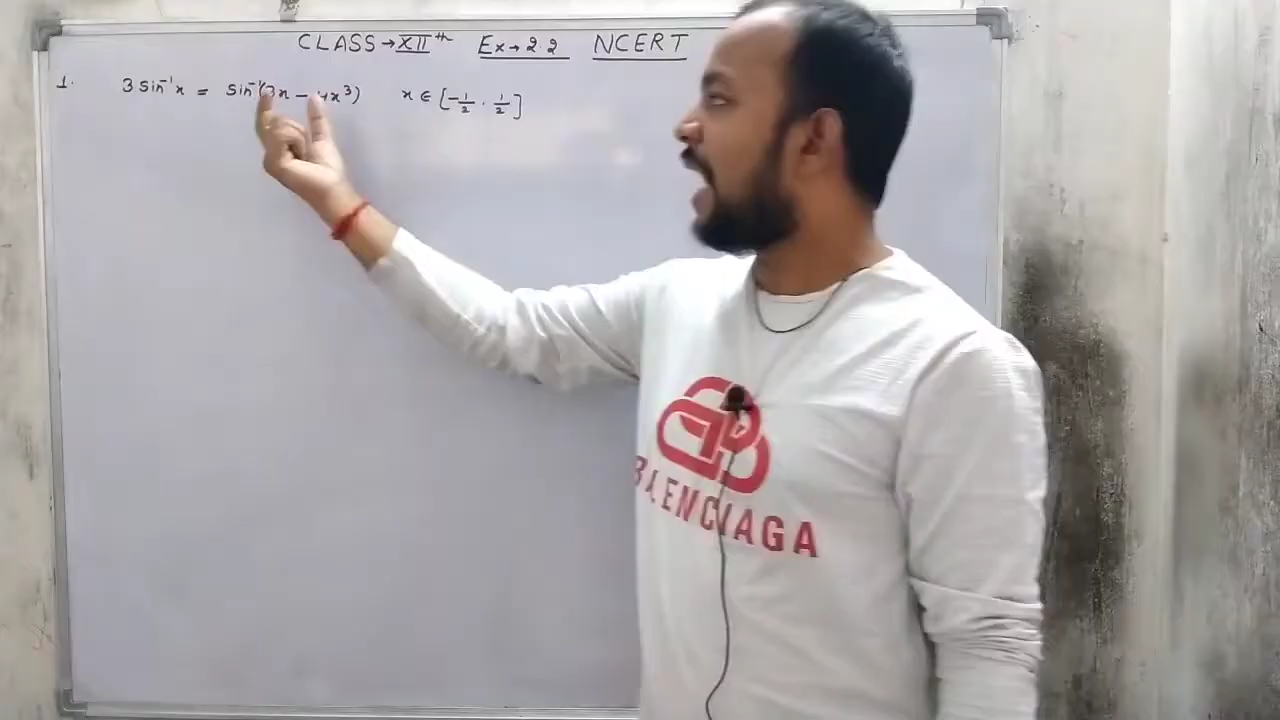 CLASS→XIIth Ex→2.2 NCERT
1. 3 sin⁻¹x = sin⁻¹(3x − 4x³) x ∈ [-1/2, 1/2]
BALENCIAGA